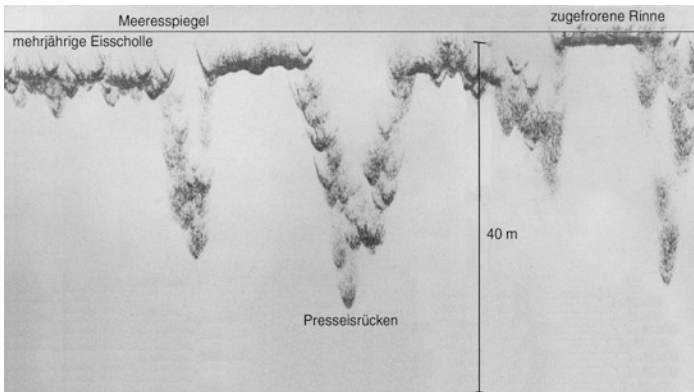 Meeresspiegel
zugefrorene Rinne
mehrjährige Eisscholle
40 m
Presseisrücken